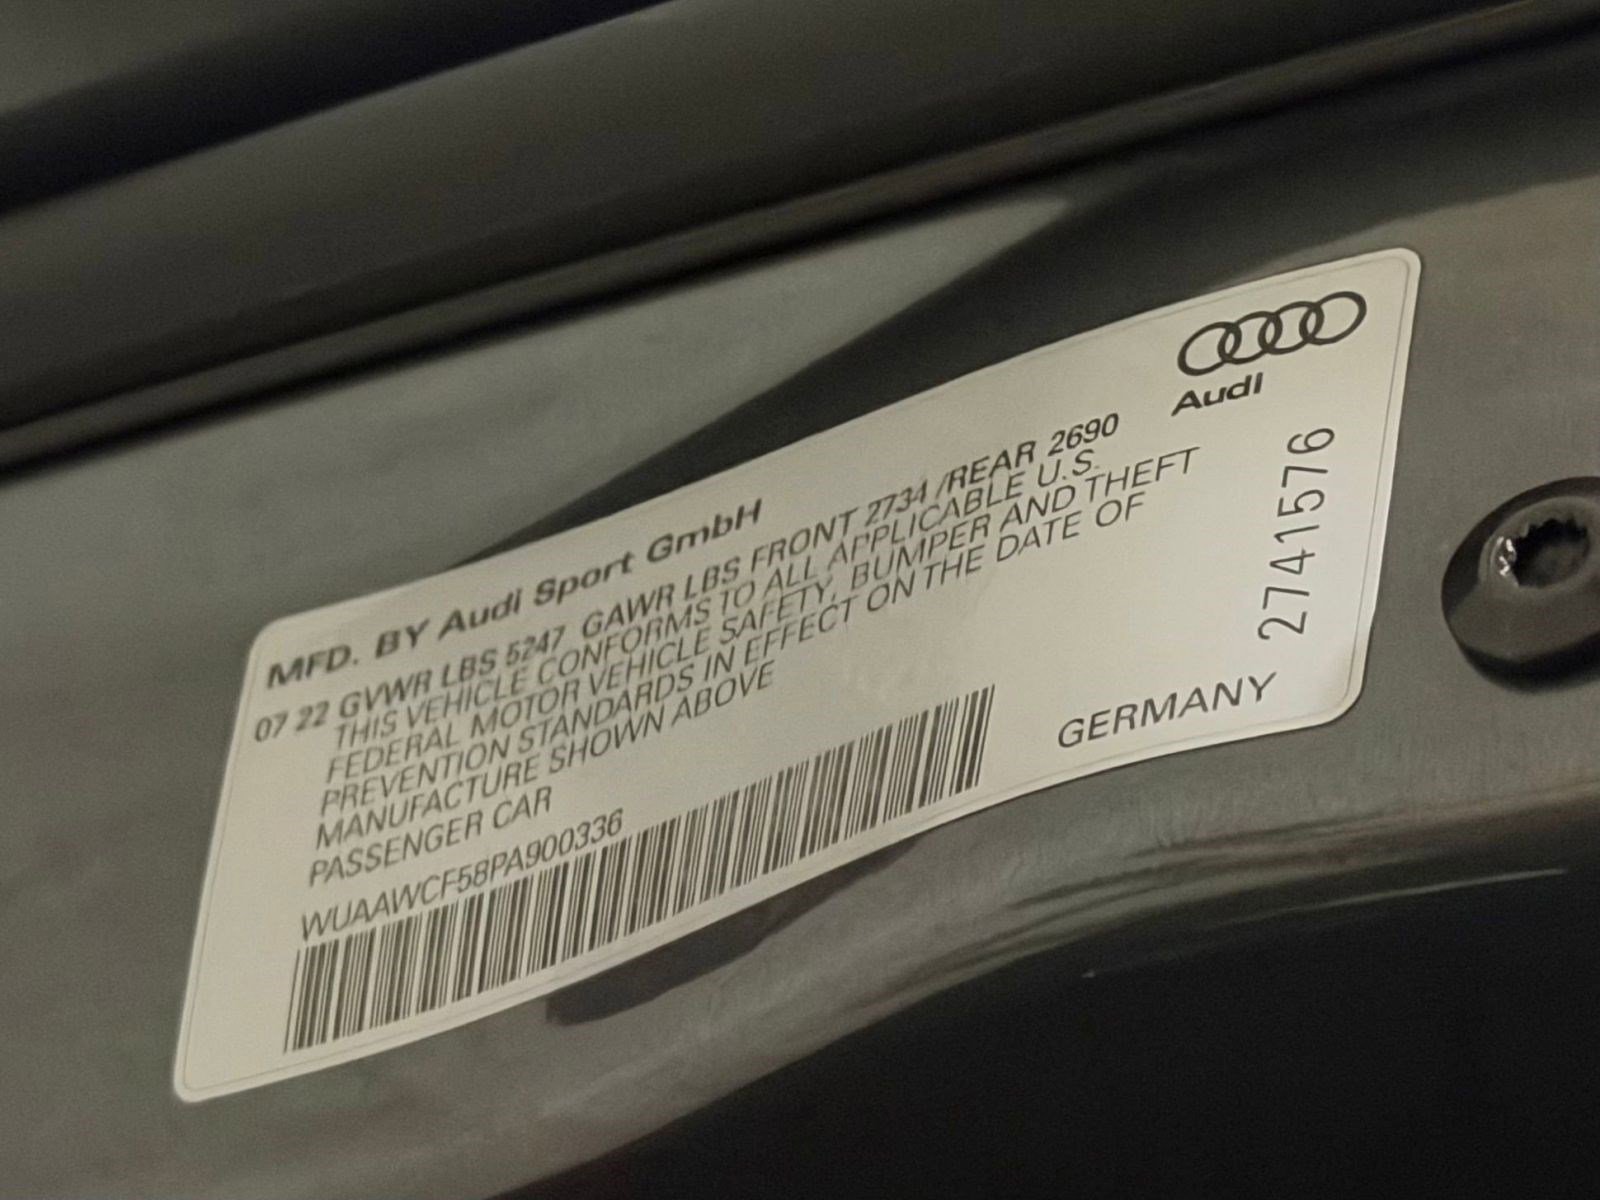 Audi
MFD. BY Audi Sport GmbH
07 22 GVWR LBS 5247 GAWR LBS FRONT 2734 /REAR 2690
THIS VEHICLE CONFORMS TO ALL APPLICABLE U.S.
FEDERAL MOTOR VEHICLE SAFETY, BUMPER AND THEFT
PREVENTION STANDARDS IN EFFECT ON THE DATE OF
MANUFACTURE SHOWN ABOVE
PASSENGER CAR
WUAAWCF58PA900336
GERMANY
2741576